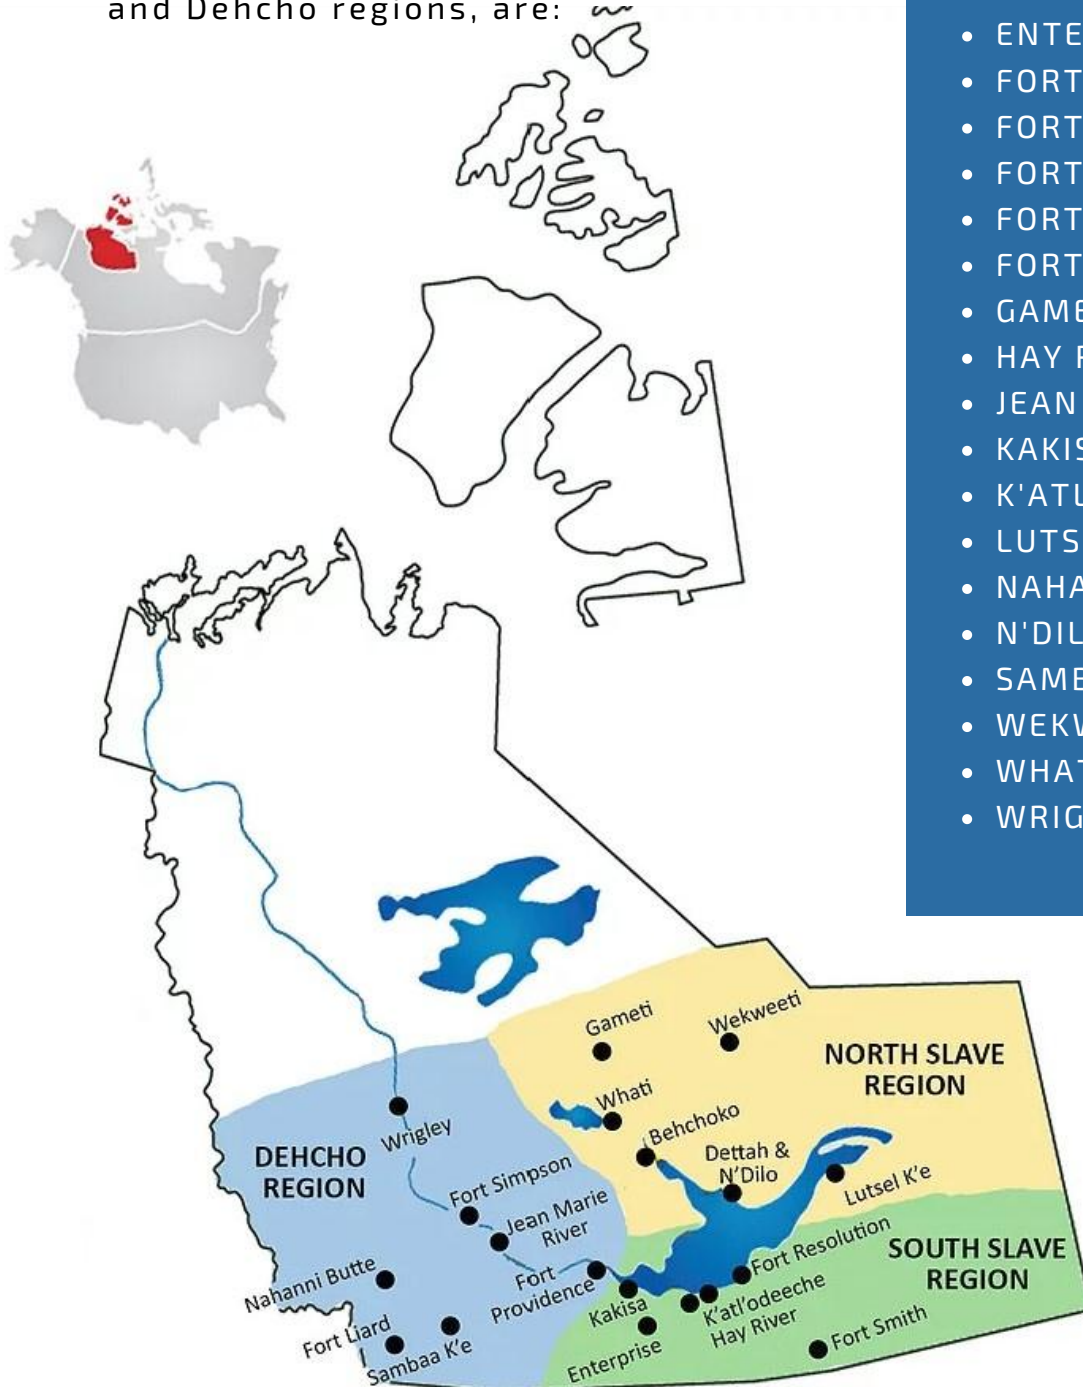 and Dehcho regions, are:
ENTE
FORT
FORT
FORT
FORT
FORT
GAME
HAY
JEAN
KAKIS
K'ATL
LUTS
NAHA
N'DIL
SAMB
WEKW
WHAT
WRIG
Gameti
Wekweeti
NORTH SLAVE
REGION
Whati
Behchoko
Wrigley
DEHCHO
REGION
Dettah &
N'Dilo
Lutsel K'e
Fort Simpson
Jean Marie
River
Fort Resolution
SOUTH SLAVE
REGION
Nahanni Butte
Fort
Providence
Kakisa
K'atl'odeeche
Hay River
Fort Liard
Sambaa K'e
Enterprise
Fort Smith